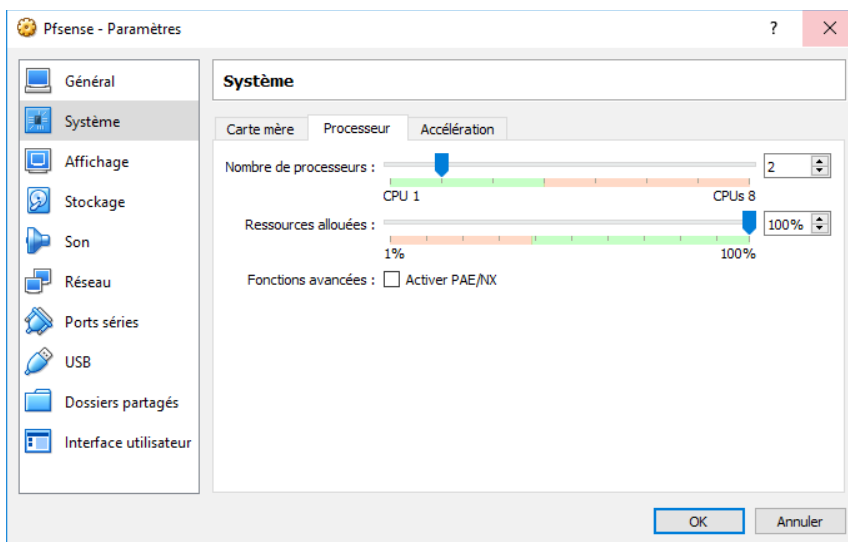 Pfsense - Paramètres
?
Général
Système
Affichage
Stockage
Son
Réseau
Ports séries
USB
Dossiers partagés
Interface utilisateur
Système
Carte mère Processeur Accélération
Nombre de processeurs : 2
CPU 1 CPUs 8
Ressources allouées : 100%
1% 100%
Fonctions avancées : Activer PAE/NX
OK Annuler